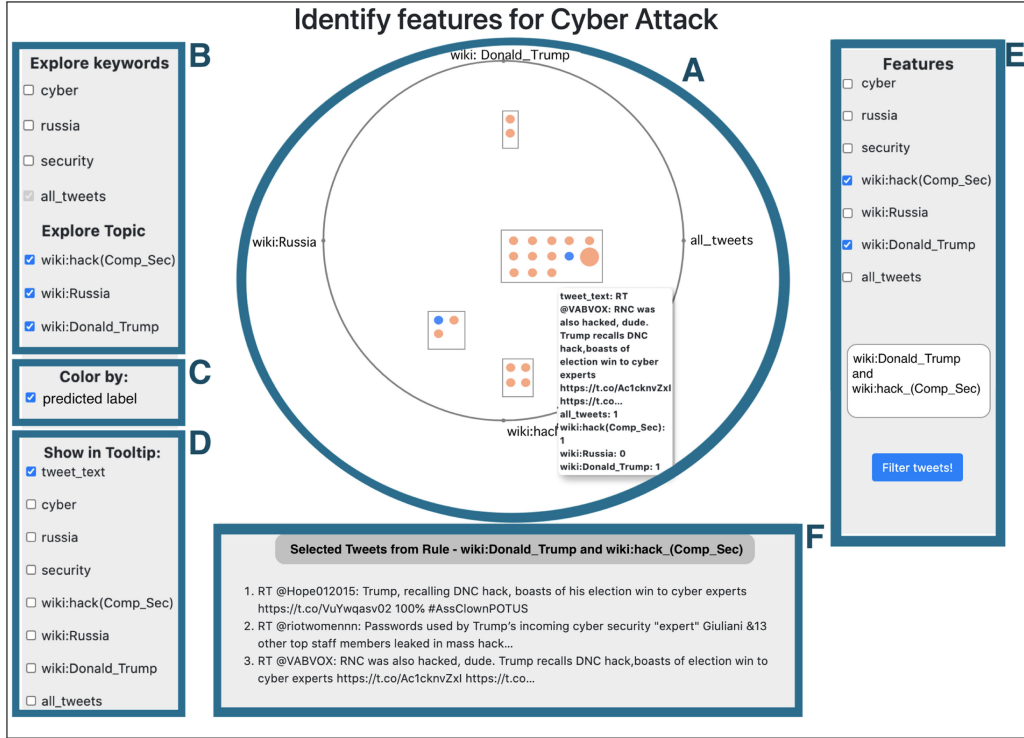 Identify features for Cyber Attack
B
Explore keywords
cyber
russia
security
all_tweets
Explore Topic
wiki:hack(Comp_Sec)
wiki:Russia
wiki:Donald_Trump
C
Color by:
predicted label
D
Show in Tooltip:
tweet_text
cyber
russia
security
wiki:hack(Comp_Sec)
wiki:Russia
wiki:Donald_Trump
all_tweets
A
wiki: Donald_Trump
wiki:Russia
all_tweets
wiki:hack
tweet_text: RT
@VABVOX: RNC was
also hacked, dude.
Trump recalls DNC
hack,boasts of
election win to cyber
experts
https://t.co/Ac1cknvZxI
https://t.co...
all_tweets: 1
wiki:hack(Comp_Sec):
1
wiki:Russia: 0
wiki:Donald_Trump: 1
E
Features
cyber
russia
security
wiki:hack(Comp_Sec)
wiki:Russia
wiki:Donald_Trump
all_tweets
wiki:Donald_Trump
and
wiki:hack_(Comp_Sec)
Filter tweets!
F
Selected Tweets from Rule - wiki:Donald_Trump and wiki:hack_(Comp_Sec)
1. RT @Hope012015: Trump, recalling DNC hack, boasts of his election win to cyber experts
https://t.co/VuYwqasv02 100% #AssClownPOTUS
2. RT @riotwomennn: Passwords used by Trump's incoming cyber security "expert" Giuliani &13
other top staff members leaked in mass hack...
3. RT @VABVOX: RNC was also hacked, dude. Trump recalls DNC hack,boasts of election win to
cyber experts https://t.co/Ac1cknvZxI https://t.co...